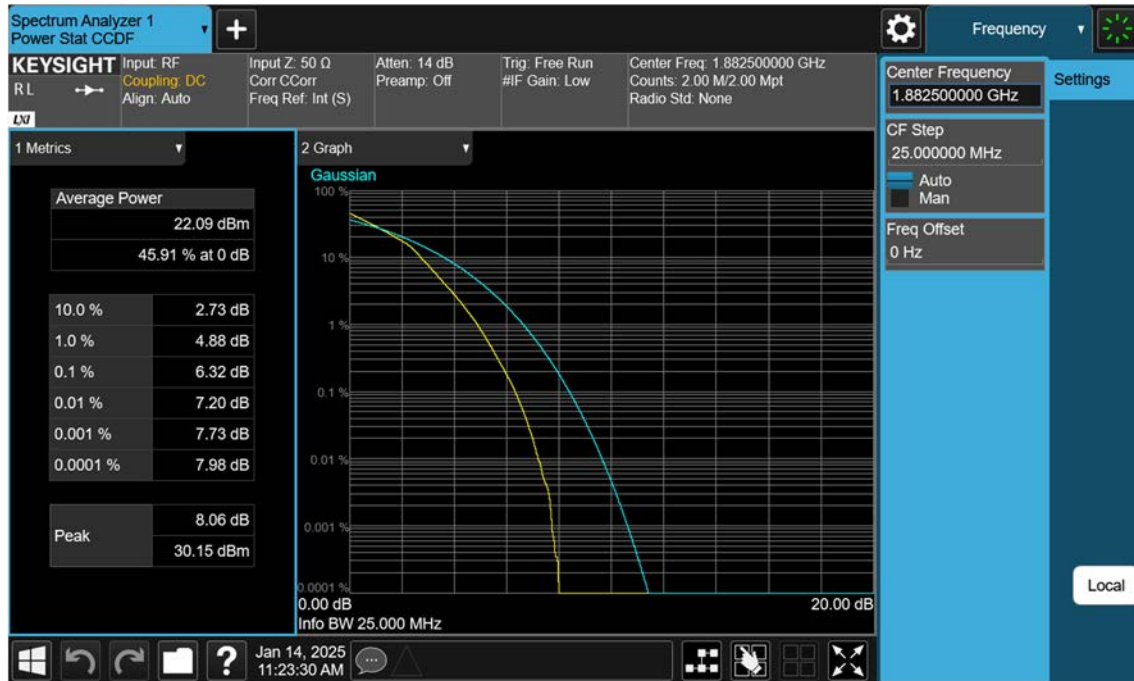 Spectrum Analyzer 1
Power Stat CCDF
+
Frequency
KEYSIGHT
RL
LXI
Input: RF
Coupling: DC
Align: Auto
Input Z: 50 Ω
Corr CCorr
Freq Ref: Int (S)
Atten: 14 dB
Preamp: Off
Trig: Free Run
#IF Gain: Low
Center Freq: 1.882500000 GHz
Counts: 2.00 M/2.00 Mpt
Radio Std: None
Center Frequency
1.882500000 GHz
Settings
CF Step
25.000000 MHz
Auto
Man
Freq Offset
0 Hz
1 Metrics
Average Power
22.09 dBm
45.91 % at 0 dB
10.0 % 2.73 dB
1.0 % 4.88 dB
0.1 % 6.32 dB
0.01 % 7.20 dB
0.001 % 7.73 dB
0.0001 % 7.98 dB
Peak
8.06 dB
30.15 dBm
2 Graph
Gaussian
100 %
10 %
1 %
0.1 %
0.01 %
0.001 %
0.0001 %
0.00 dB 20.00 dB
Info BW 25.000 MHz
Local
?
Jan 14, 2025
11:23:30 AM